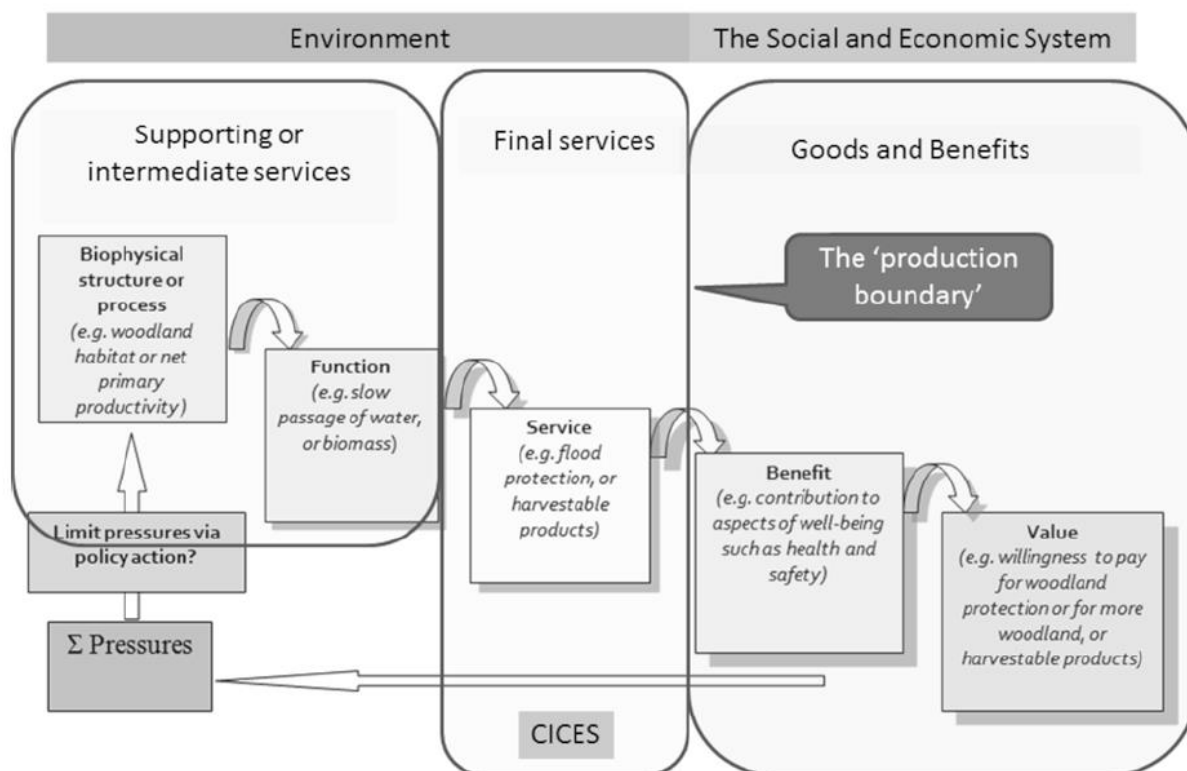 Environment
The Social and Economic System
Supporting or
intermediate services
Final services
Goods and Benefits
The ‘production
boundary’
Biophysical
structure or
process
(e.g. woodland
habitat or net
primary
productivity)
Function
(e.g. slow
passage of water,
or biomass)
Service
(e.g. flood
protection, or
harvestable
products)
Benefit
(e.g. contribution to
aspects of well-being
such as health and
safety)
Value
(e.g. willingness to pay
for woodland
protection or for more
woodland, or
harvestable products)
Limit pressures via
policy action?
Σ Pressures
CICES